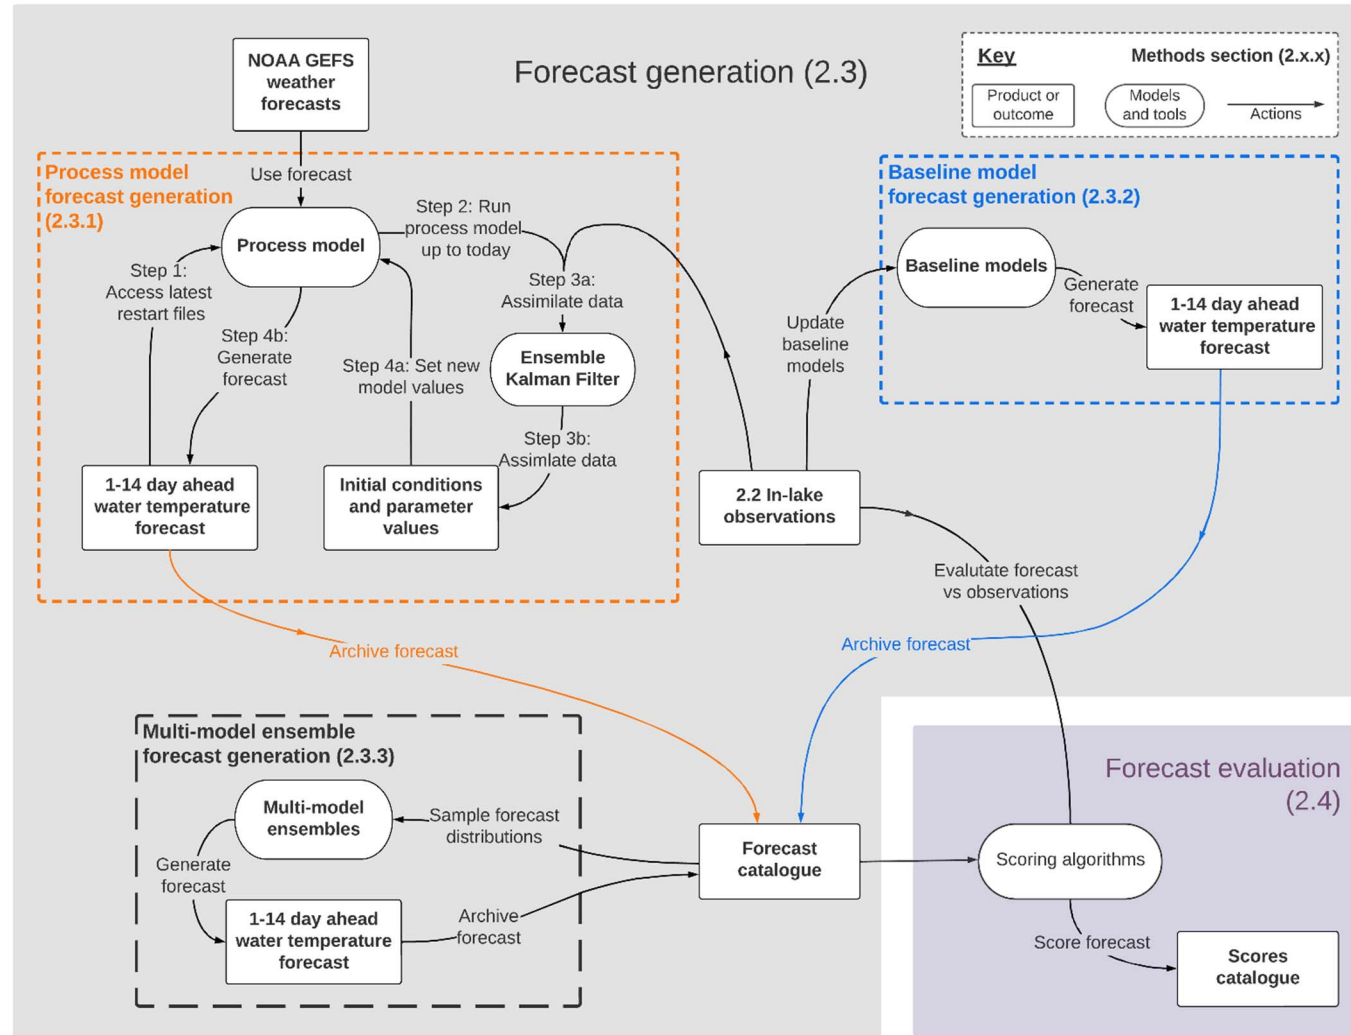 NOAA GEFS
weather
forecasts
Forecast generation (2.3)
Key
Methods section (2.x.x)
Product or
outcome
Models
and tools
Actions
Process model
forecast generation
(2.3.1)
Use forecast
Process model
Step 2: Run
process model
up to today
Step 1:
Access latest
restart files
Step 4b:
Generate
forecast
Step 3a:
Assimilate data
Ensemble
Kalman Filter
Step 4a: Set new
model values
Step 3b:
Assimlate data
1-14 day ahead
water temperature
forecast
Initial conditions
and parameter
values
Baseline model
forecast generation (2.3.2)
Baseline models
Generate
forecast
1-14 day ahead
water temperature
forecast
Update
baseline
models
2.2 In-lake
observations
Evalutate forecast
vs observations
Archive forecast
Archive forecast
Multi-model ensemble
forecast generation (2.3.3)
Multi-model
ensembles
Sample forecast
distributions
Generate
forecast
1-14 day ahead
water temperature
forecast
Archive
forecast
Forecast
catalogue
Forecast evaluation
(2.4)
Scoring algorithms
Score forecast
Scores
catalogue